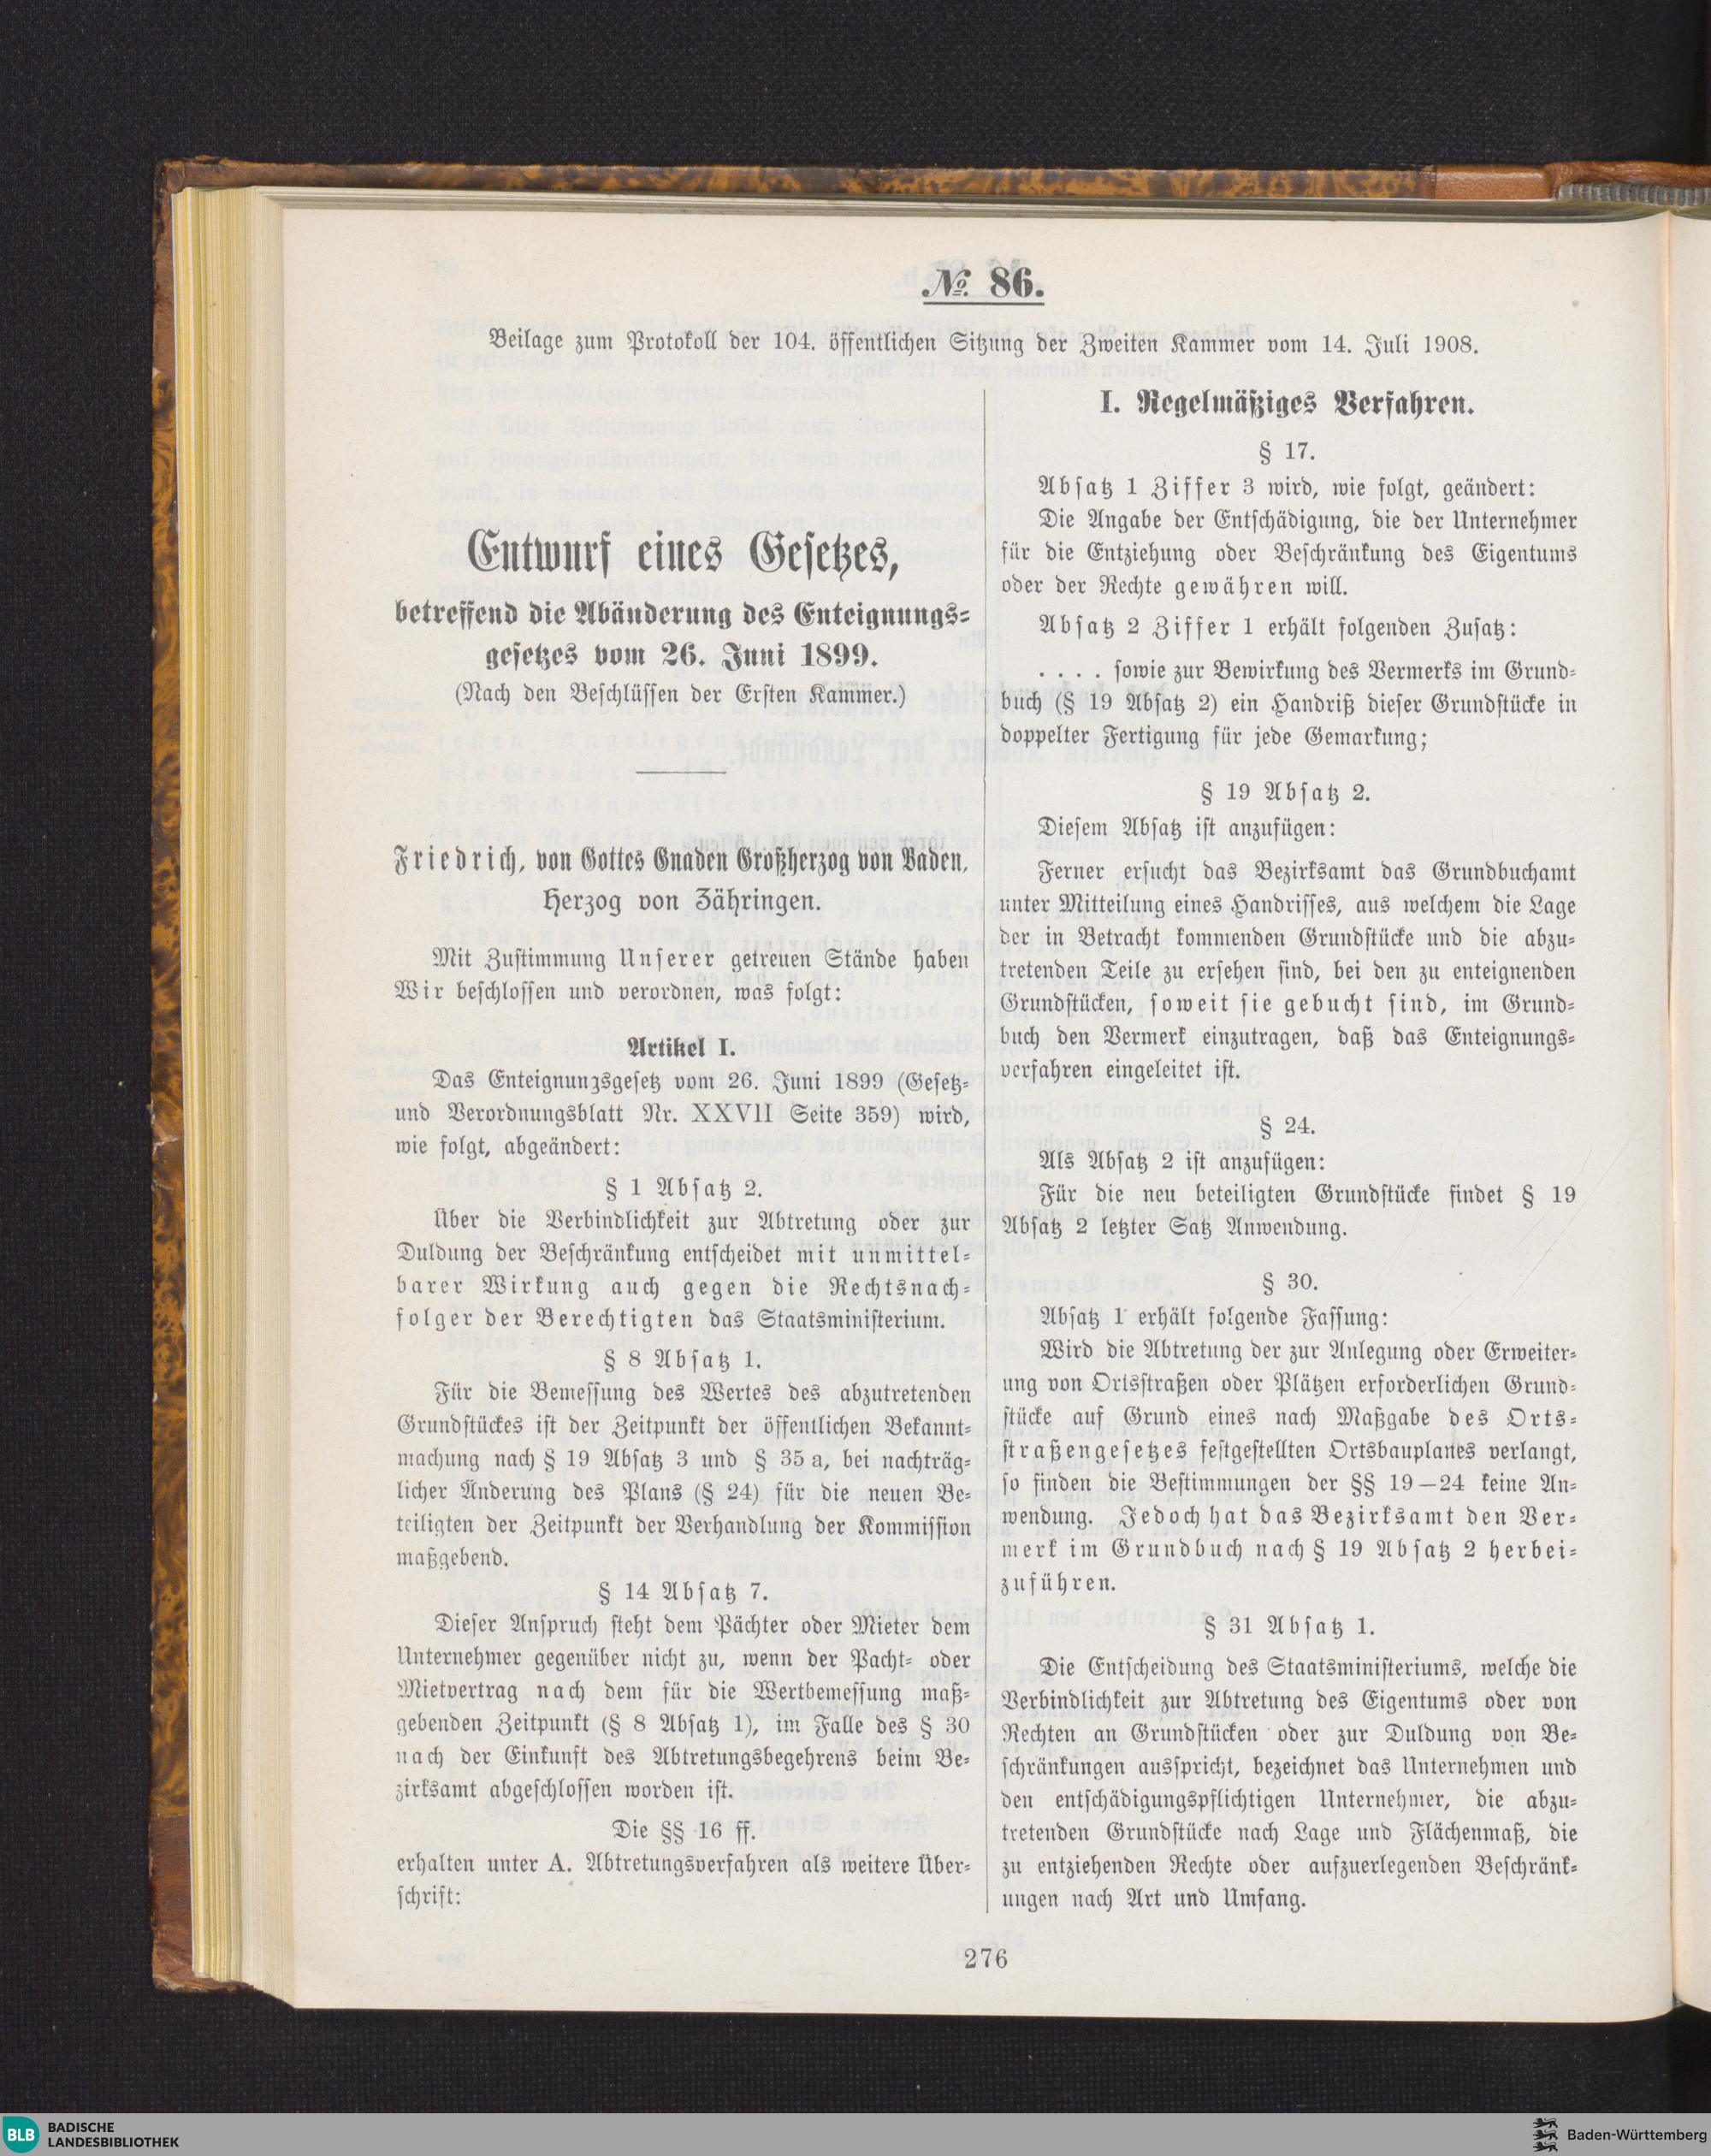 № 86.
Beilage zum Protokoll der 104. öffentlichen Sitzung der Zweiten Kammer vom 14. Juli 1908.
Entwurf eines Gesetzes,
betreffend die Abänderung des Enteignungs-
gesetzes vom 26. Juni 1899.
(Nach den Beschlüssen der Ersten Kammer.)
Friedrich, von Gottes Gnaden Großherzog von Baden,
Herzog von Zähringen.
Mit Zustimmung Unserer getreuen Stände haben
Wir beschlossen und verordnen, was folgt:
Artikel I.
Das Enteignungsgesetz vom 26. Juni 1899 (Gesetz-
und Verordnungsblatt Nr. XXVII Seite 359) wird,
wie folgt, abgeändert:
§ 1 Absatz 2.
Über die Verbindlichkeit zur Abtretung oder zur
Duldung der Beschränkung entscheidet mit unmittel-
barer Wirkung auch gegen die Rechtsnach-
folger der Berechtigten das Staatsministerium.
§ 8 Absatz 1.
Für die Bemessung des Wertes des abzutretenden
Grundstückes ist der Zeitpunkt der öffentlichen Bekannt-
machung nach § 19 Absatz 3 und § 35 a, bei nachträg-
licher Änderung des Plans (§ 24) für die neuen Be-
teiligten der Zeitpunkt der Verhandlung der Kommission
maßgebend.
§ 14 Absatz 7.
Dieser Anspruch steht dem Pächter oder Mieter dem
Unternehmer gegenüber nicht zu, wenn der Pacht- oder
Mietvertrag nach dem für die Wertbemessung maß-
gebenden Zeitpunkt (§ 8 Absatz 1), im Falle des § 30
nach der Einkunft des Abtretungsbegehrens beim Be-
zirksamt abgeschlossen worden ist.
Die §§ 16 ff.
erhalten unter A. Abtretungsverfahren als weitere Über-
schrift:
I. Regelmäßiges Verfahren.
§ 17.
Absatz 1 Ziffer 3 wird, wie folgt, geändert:
Die Angabe der Entschädigung, die der Unternehmer
für die Entziehung oder Beschränkung des Eigentums
oder der Rechte gewähren will.
Absatz 2 Ziffer 1 erhält folgenden Zusatz:
. . . . sowie zur Bewirkung des Vermerks im Grund-
buch (§ 19 Absatz 2) ein Handriß dieser Grundstücke in
doppelter Fertigung für jede Gemarkung;
§ 19 Absatz 2.
Diesem Absatz ist anzufügen:
Ferner ersucht das Bezirksamt das Grundbuchamt
unter Mitteilung eines Handrisses, aus welchem die Lage
der in Betracht kommenden Grundstücke und die abzu-
tretenden Teile zu ersehen sind, bei den zu enteignenden
Grundstücken, soweit sie gebucht sind, im Grund-
buch den Vermerk einzutragen, daß das Enteignungs-
verfahren eingeleitet ist.
§ 24.
Als Absatz 2 ist anzufügen:
Für die neu beteiligten Grundstücke findet § 19
Absatz 2 letzter Satz Anwendung.
§ 30.
Absatz 1 erhält folgende Fassung:
Wird die Abtretung der zur Anlegung oder Erweiter-
ung von Ortsstraßen oder Plätzen erforderlichen Grund-
stücke auf Grund eines nach Maßgabe des Orts-
straßengesetzes festgestellten Ortsbauplanes verlangt,
so finden die Bestimmungen der §§ 19—24 keine An-
wendung. Jedoch hat das Bezirksamt den Ver-
merk im Grundbuch nach § 19 Absatz 2 herbei-
zuführen.
§ 31 Absatz 1.
Die Entscheidung des Staatsministeriums, welche die
Verbindlichkeit zur Abtretung des Eigentums oder von
Rechten an Grundstücken oder zur Duldung von Be-
schränkungen ausspricht, bezeichnet das Unternehmen und
den entschädigungspflichtigen Unternehmer, die abzu-
tretenden Grundstücke nach Lage und Flächenmaß, die
zu entziehenden Rechte oder aufzuerlegenden Beschränk-
ungen nach Art und Umfang.
276
BLB BADISCHE
LANDESBIBLIOTHEK
Baden-Württemberg